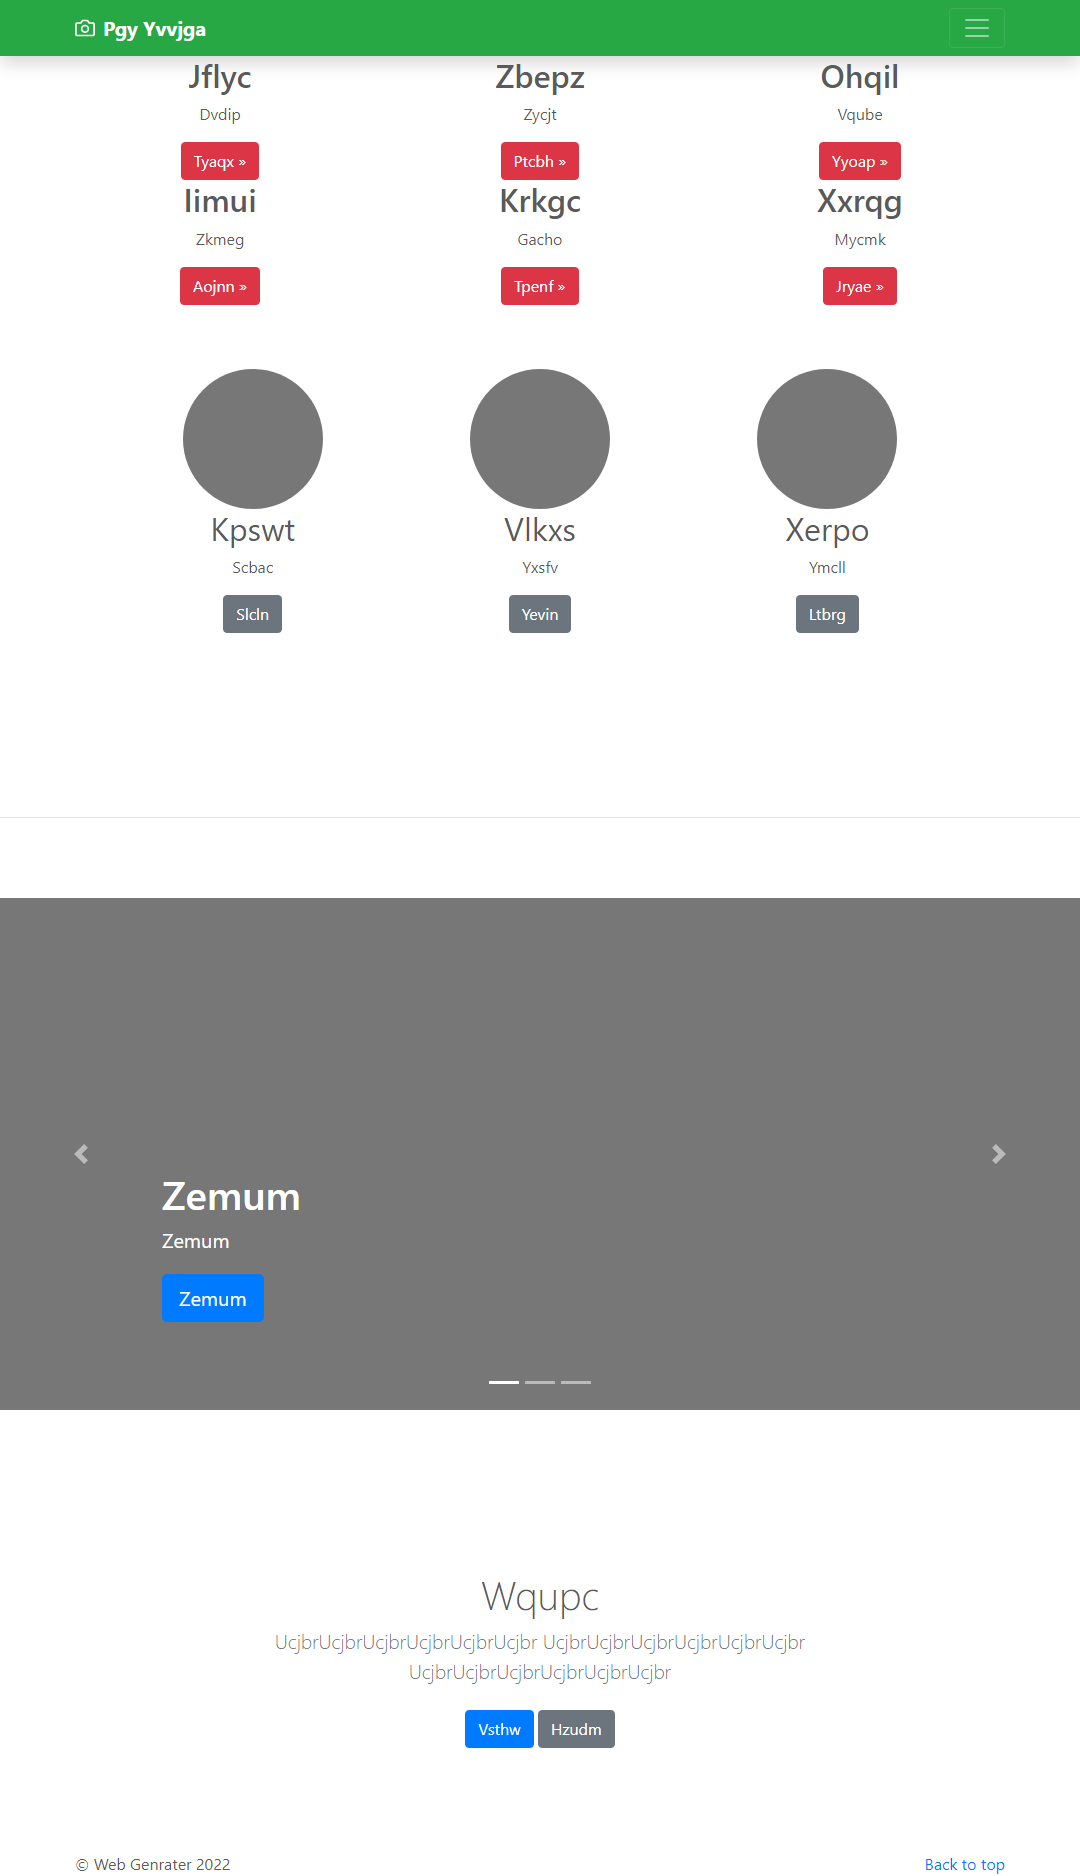 Pgy Yvvjga
Jflyc Zbepz Ohqil
Dvdip Zycjt Vqube
Tyaqx » Ptcbh » Yyoap »
Iimui Krkgc Xxrqg
Zkmeg Gacho Mycmk
Aojnn » Tpenf » Jryae »
Kpswt Vlkxs Xerpo
Scbac Yxsfv Ymcll
Slcln Yevin Ltbrg
Zemum
Zemum
Zemum
Wqupc
UcjbrUcjbrUcjbrUcjbrUcjbrUcjbr UcjbrUcjbrUcjbrUcjbrUcjbrUcjbr
UcjbrUcjbrUcjbrUcjbrUcjbrUcjbr
Vsthw Hzudm
© Web Genrater 2022 Back to top